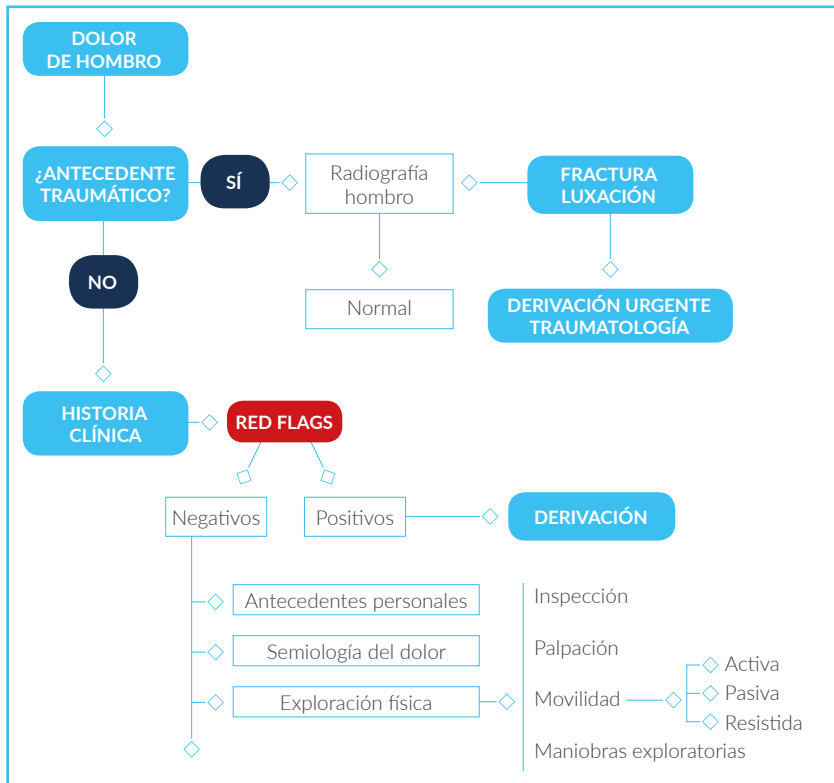 DOLOR
DE HOMBRO
¿ANTECEDENTE
TRAUMÁTICO?
SÍ
Radiografía
hombro
FRACTURA
LUXACIÓN
NO
Normal
DERIVACIÓN URGENTE
TRAUMATOLOGÍA
HISTORIA
CLÍNICA
RED FLAGS
Negativos
Positivos
DERIVACIÓN
Antecedentes personales
Semiología del dolor
Exploración física
Inspección
Palpación
Movilidad
Maniobras exploratorias
Activa
Pasiva
Resistida